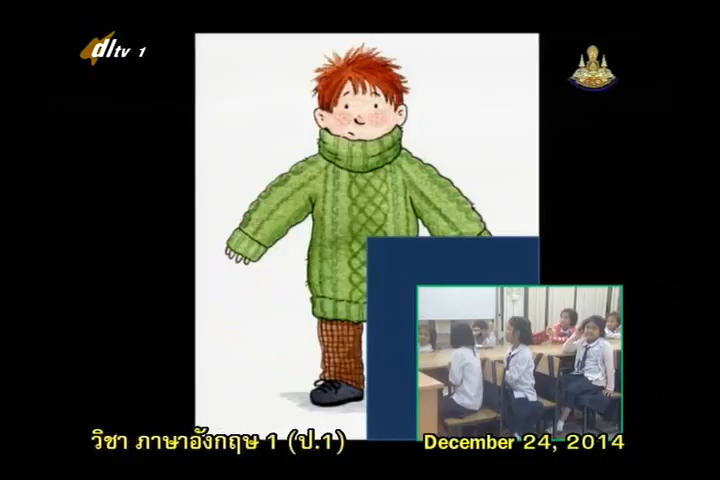 dltv 1
วิชา ภาษาอังกฤษ 1 (ป.1)
December 24, 2014